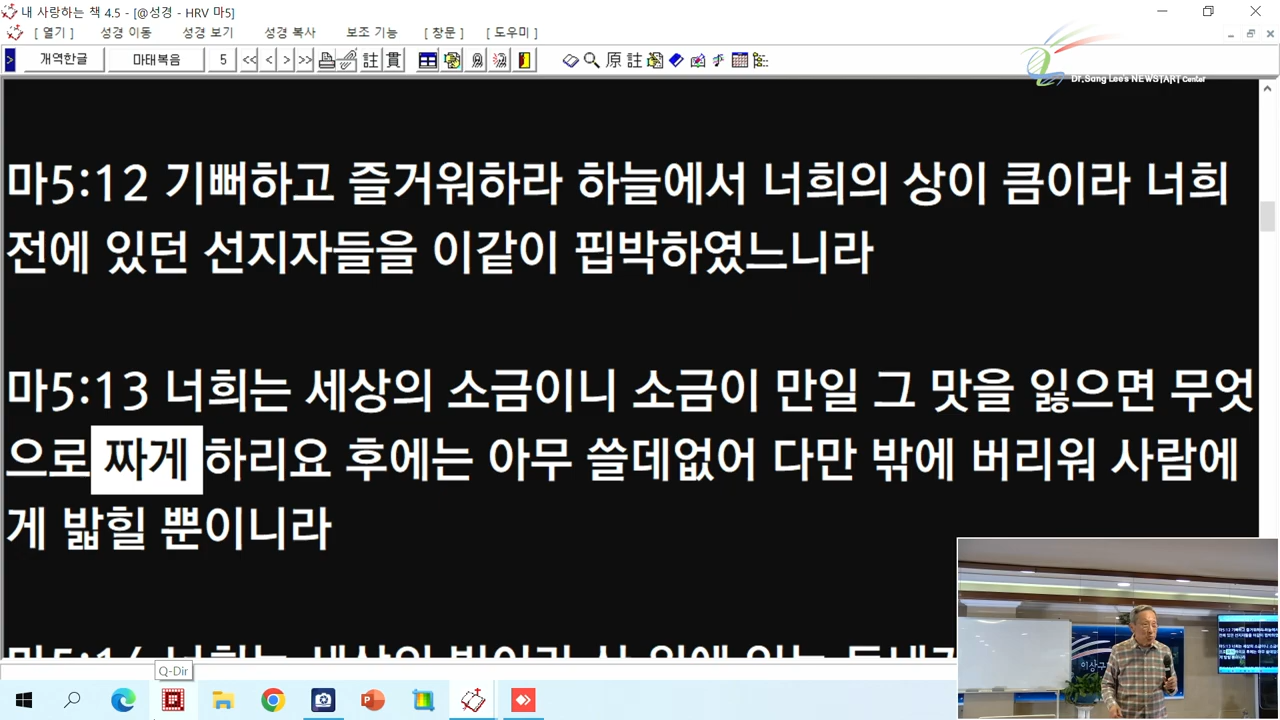 내 사랑하는 책 4.5 - [@성경 - HRV 마5]
[ 열기 ] 성경 이동 성경 보기 성경 복사 보조 기능 [ 창문 ] [ 도우미 ]
> 개역한글 마태복음 5 << < > >> 註 貫 原 註
Dr.Sang Lee's NEWSTART Center
마5:12 기뻐하고 즐거워하라 하늘에서 너희의 상이 큼이라 너희
전에 있던 선지자들을 이같이 핍박하였느니라
마5:13 너희는 세상의 소금이니 소금이 만일 그 맛을 잃으면 무엇
으로 짜게 하리요 후에는 아무 쓸데없어 다만 밖에 버리워 사람에
게 밟힐 뿐이니라
Q-Dir
이상구